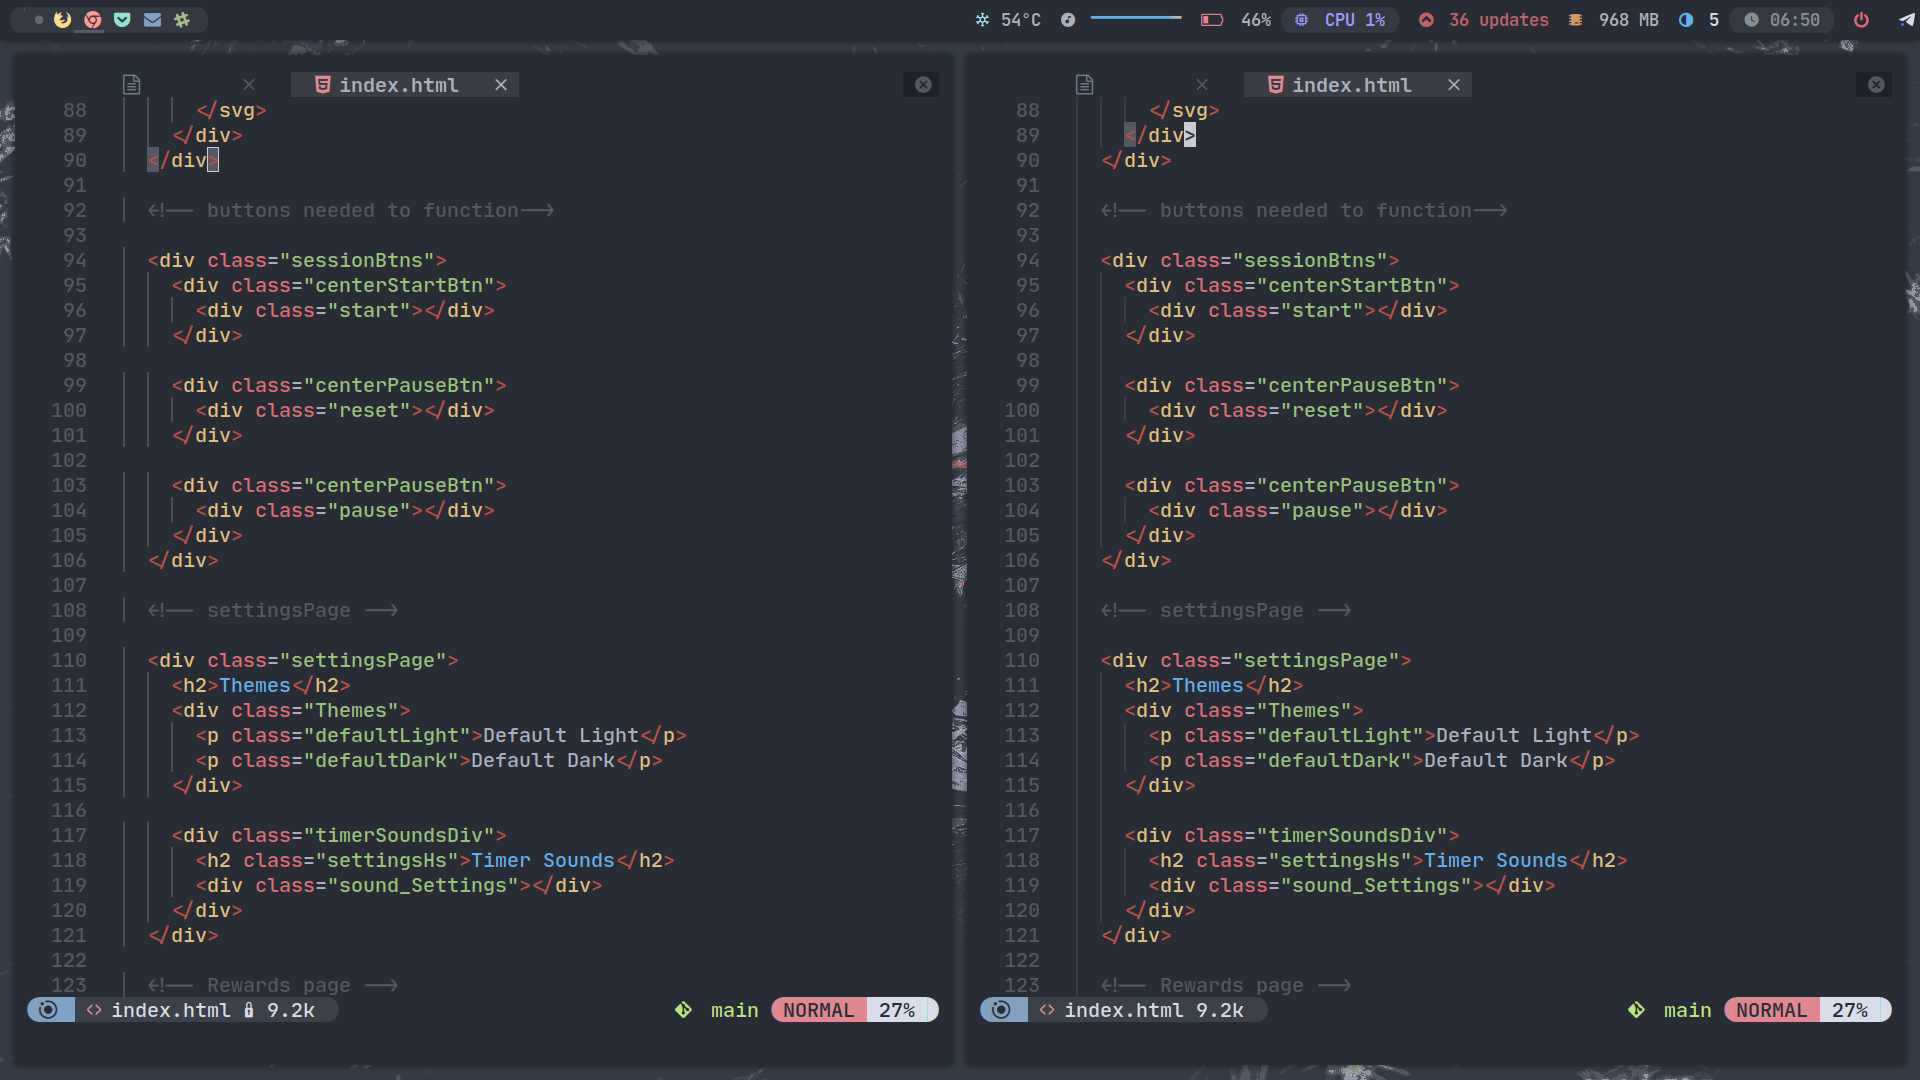 54°C 46% CPU 1% 36 updates 968 MB 5 06:50
index.html
88 </svg>
89 </div>
90 </div>
91
92 <!-- buttons needed to function-->
93
94 <div class="sessionBtns">
95 <div class="centerStartBtn">
96 <div class="start"></div>
97 </div>
98
99 <div class="centerPauseBtn">
100 <div class="reset"></div>
101 </div>
102
103 <div class="centerPauseBtn">
104 <div class="pause"></div>
105 </div>
106 </div>
107
108 <!-- settingsPage -->
109
110 <div class="settingsPage">
111 <h2>Themes</h2>
112 <div class="Themes">
113 <p class="defaultLight">Default Light</p>
114 <p class="defaultDark">Default Dark</p>
115 </div>
116
117 <div class="timerSoundsDiv">
118 <h2 class="settingsHs">Timer Sounds</h2>
119 <div class="sound_Settings"></div>
120 </div>
121 </div>
122
123 <!-- Rewards page -->
<> index.html 9.2k main NORMAL 27%
index.html
88 </svg>
89 </div>
90 </div>
91
92 <!-- buttons needed to function-->
93
94 <div class="sessionBtns">
95 <div class="centerStartBtn">
96 <div class="start"></div>
97 </div>
98
99 <div class="centerPauseBtn">
100 <div class="reset"></div>
101 </div>
102
103 <div class="centerPauseBtn">
104 <div class="pause"></div>
105 </div>
106 </div>
107
108 <!-- settingsPage -->
109
110 <div class="settingsPage">
111 <h2>Themes</h2>
112 <div class="Themes">
113 <p class="defaultLight">Default Light</p>
114 <p class="defaultDark">Default Dark</p>
115 </div>
116
117 <div class="timerSoundsDiv">
118 <h2 class="settingsHs">Timer Sounds</h2>
119 <div class="sound_Settings"></div>
120 </div>
121 </div>
122
123 <!-- Rewards page -->
<> index.html 9.2k main NORMAL 27%